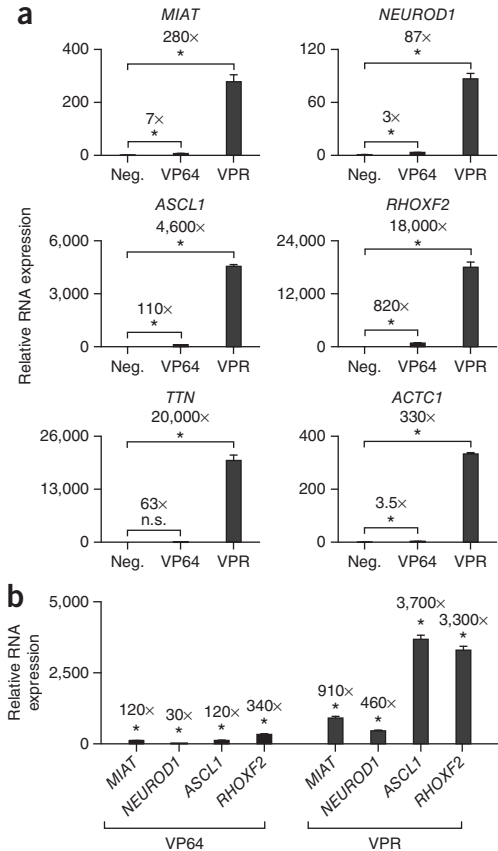 a
MIAT
280×
*
400
200
0
7×
*
Neg. VP64 VPR
NEUROD1
87×
*
120
60
0
3×
*
Neg. VP64 VPR
Relative RNA expression
ASCL1
4,600×
*
6,000
3,000
0
110×
*
Neg. VP64 VPR
RHOXF2
18,000×
*
24,000
12,000
0
820×
*
Neg. VP64 VPR
TTN
20,000×
*
26,000
13,000
0
63×
n.s.
Neg. VP64 VPR
ACTC1
330×
*
400
200
0
3.5×
*
Neg. VP64 VPR
b
Relative RNA
expression
5,000
2,500
0
120×
*
30×
*
120×
*
340×
*
910×
*
460×
*
3,700×
*
3,300×
*
MIAT
NEUROD1
ASCL1
RHOXF2
MIAT
NEUROD1
ASCL1
RHOXF2
VP64
VPR